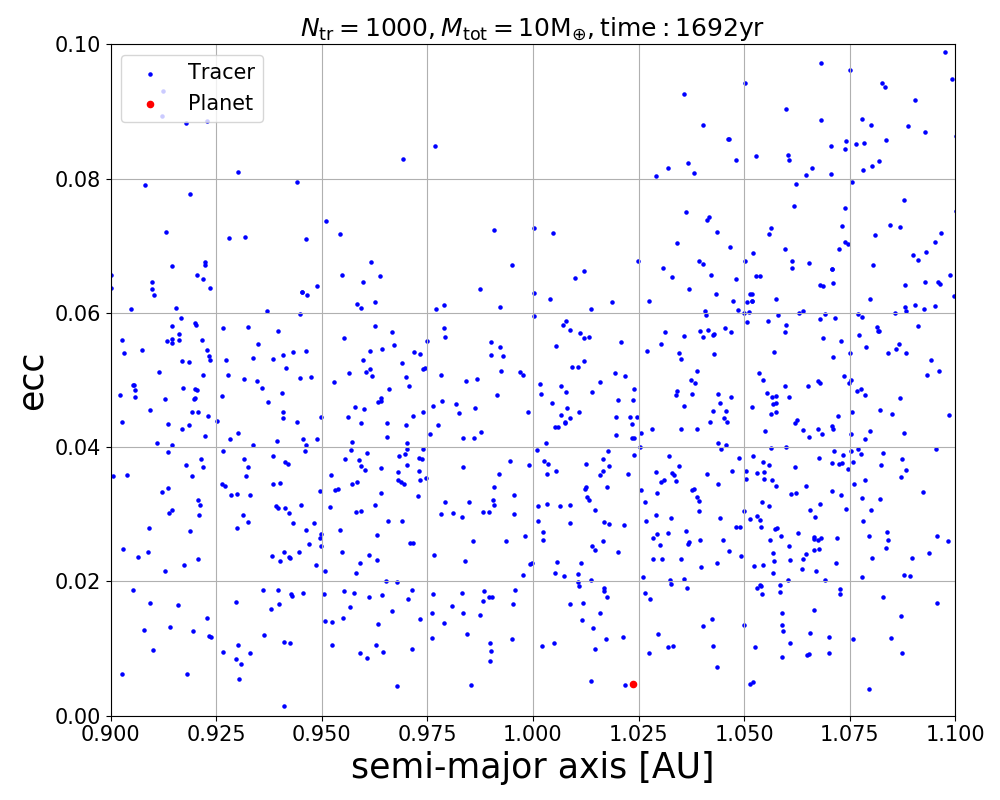 N_tr = 1000, M_tot = 10M_⊕, time : 1692yr
Tracer
Planet
0.10
0.08
0.06
0.04
0.02
0.00
ecc
0.900 0.925 0.950 0.975 1.000 1.025 1.050 1.075 1.100
semi-major axis [AU]